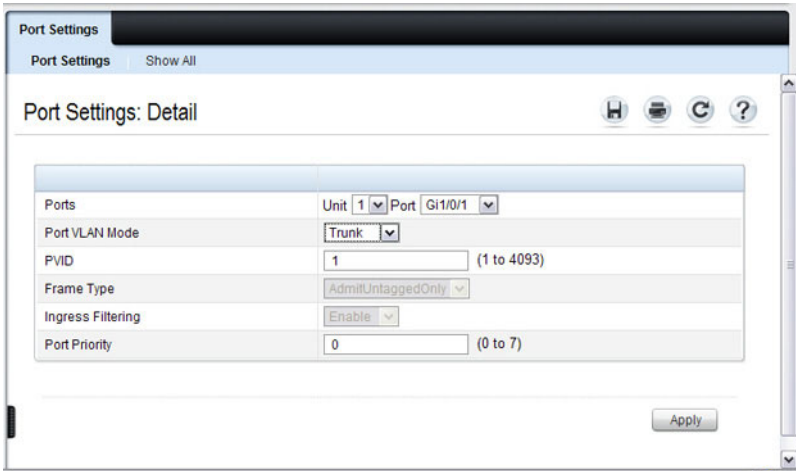 Port Settings
Port Settings Show All
Port Settings: Detail
Ports Unit 1 Port Gi1/0/1
Port VLAN Mode Trunk
PVID 1 (1 to 4093)
Frame Type AdmitUntaggedOnly
Ingress Filtering Enable
Port Priority 0 (0 to 7)
Apply